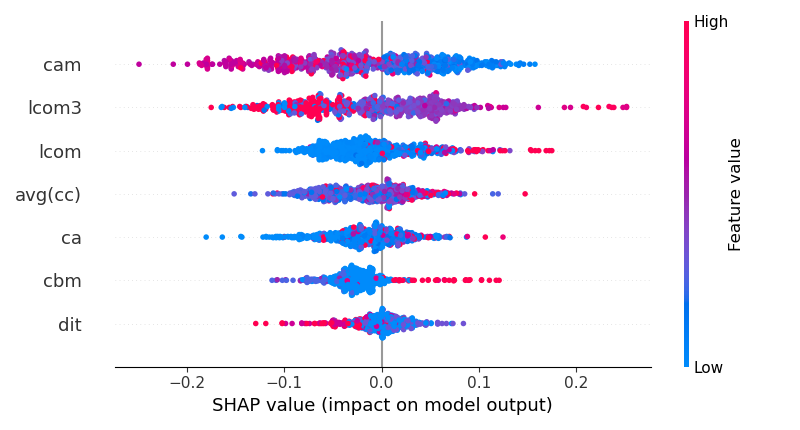 High
cam
lcom3
lcom
avg(cc)
ca
cbm
dit
Feature value
Low
−0.2 −0.1 0.0 0.1 0.2
SHAP value (impact on model output)